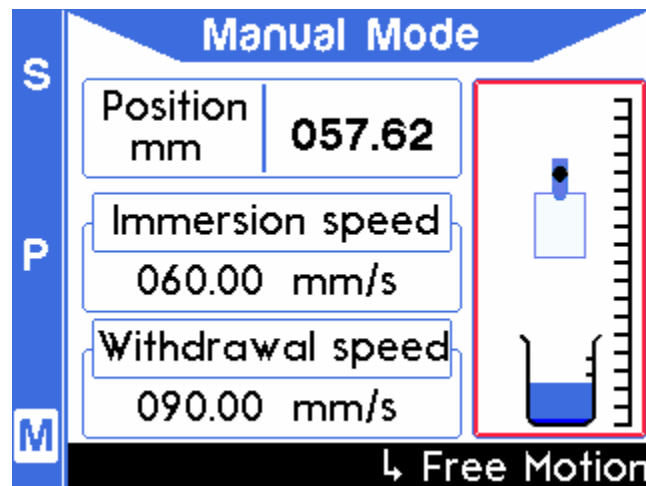 Manual Mode
S
P
M
Position
mm
057.62
Immersion speed
060.00 mm/s
Withdrawal speed
090.00 mm/s
↳ Free Motion